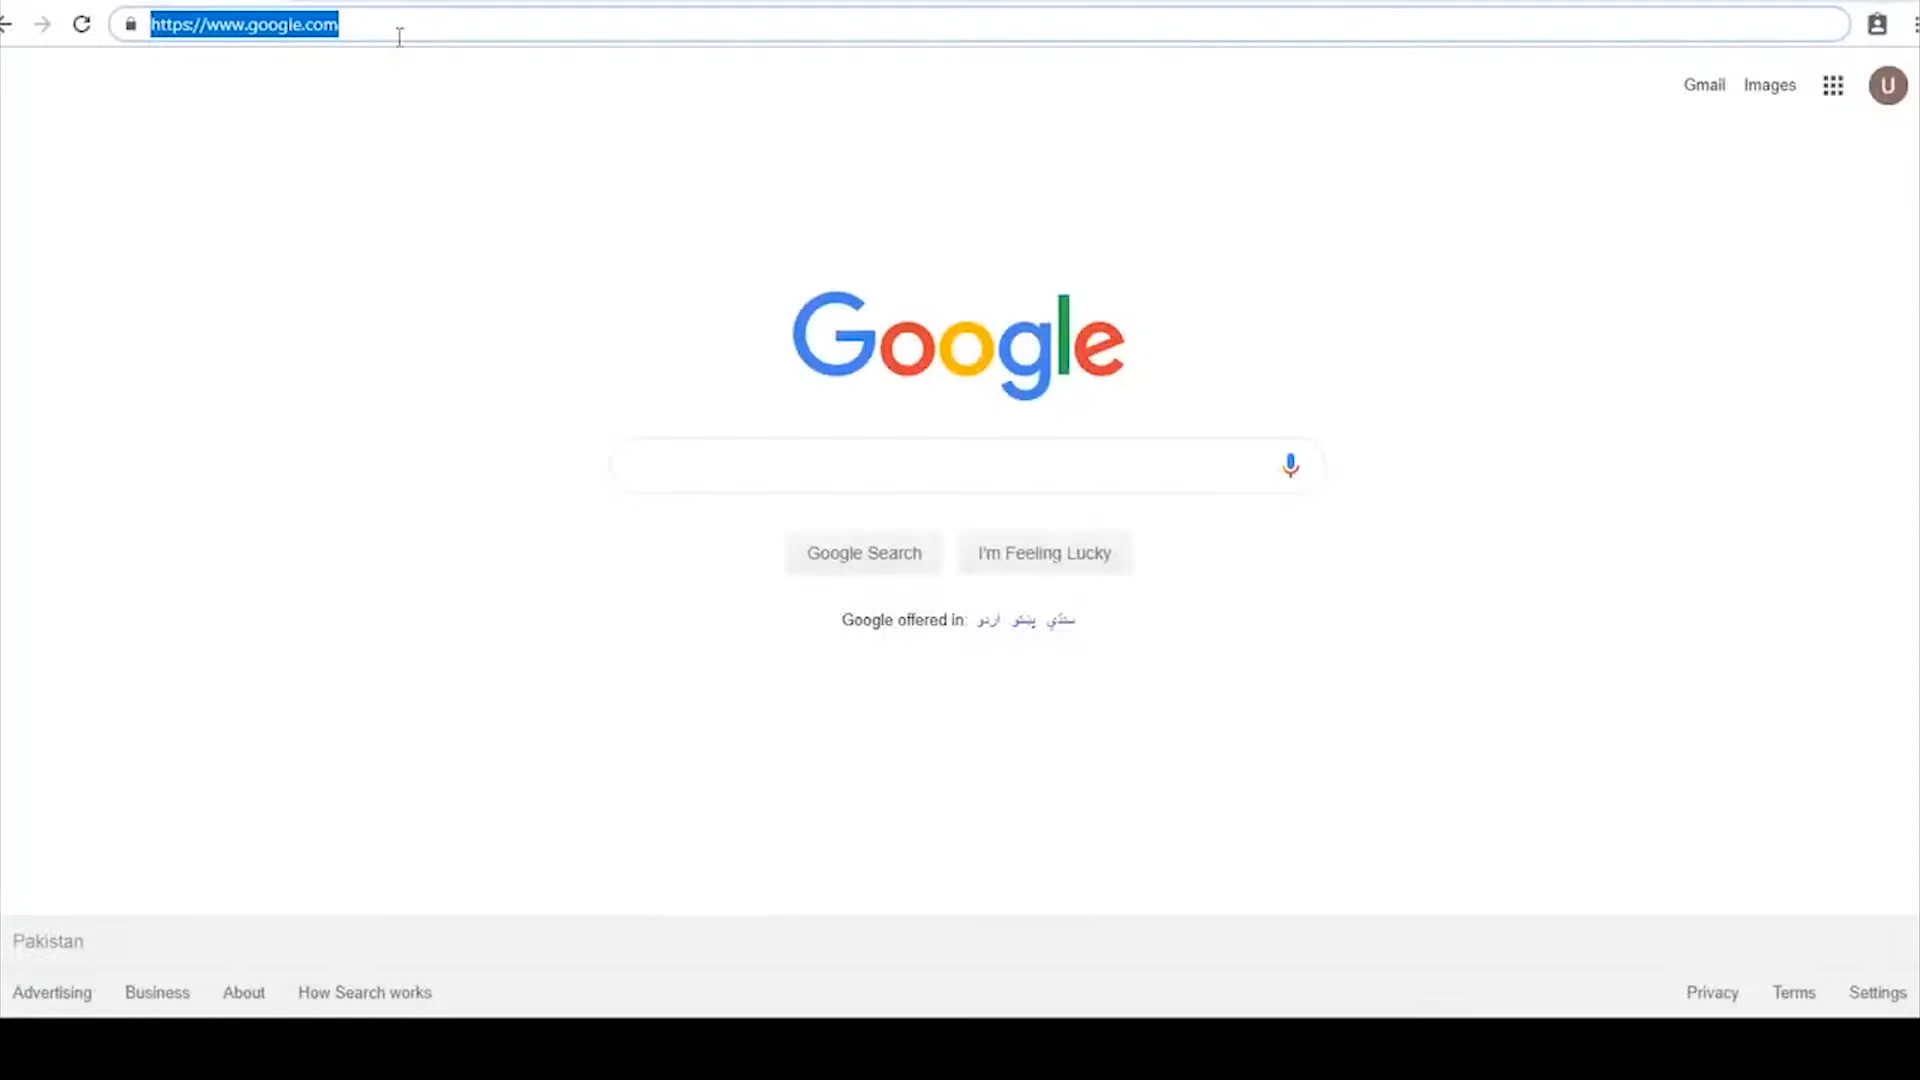 https://www.google.com
Gmail Images U
Google
Google Search I'm Feeling Lucky
Google offered in: اردو پښتو سنڌي
Pakistan
Advertising Business About How Search works Privacy Terms Settings